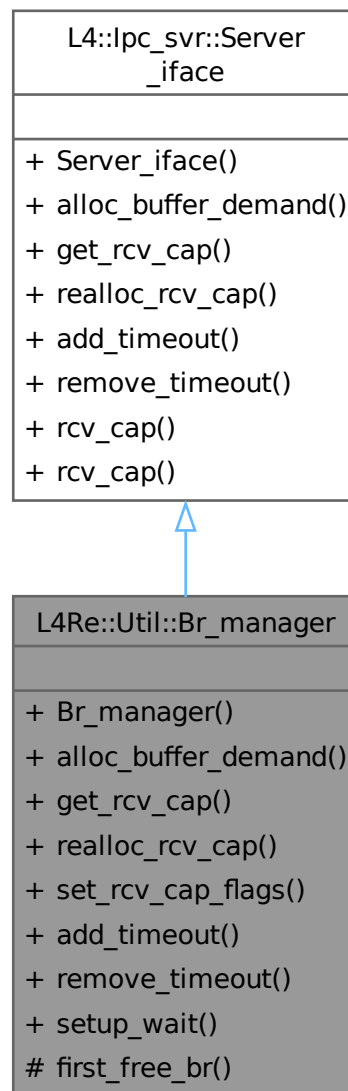 L4::Ipc_svr::Server
_iface
+ Server_iface()
+ alloc_buffer_demand()
+ get_rcv_cap()
+ realloc_rcv_cap()
+ add_timeout()
+ remove_timeout()
+ rcv_cap()
+ rcv_cap()
L4Re::Util::Br_manager
+ Br_manager()
+ alloc_buffer_demand()
+ get_rcv_cap()
+ realloc_rcv_cap()
+ set_rcv_cap_flags()
+ add_timeout()
+ remove_timeout()
+ setup_wait()
# first_free_br()